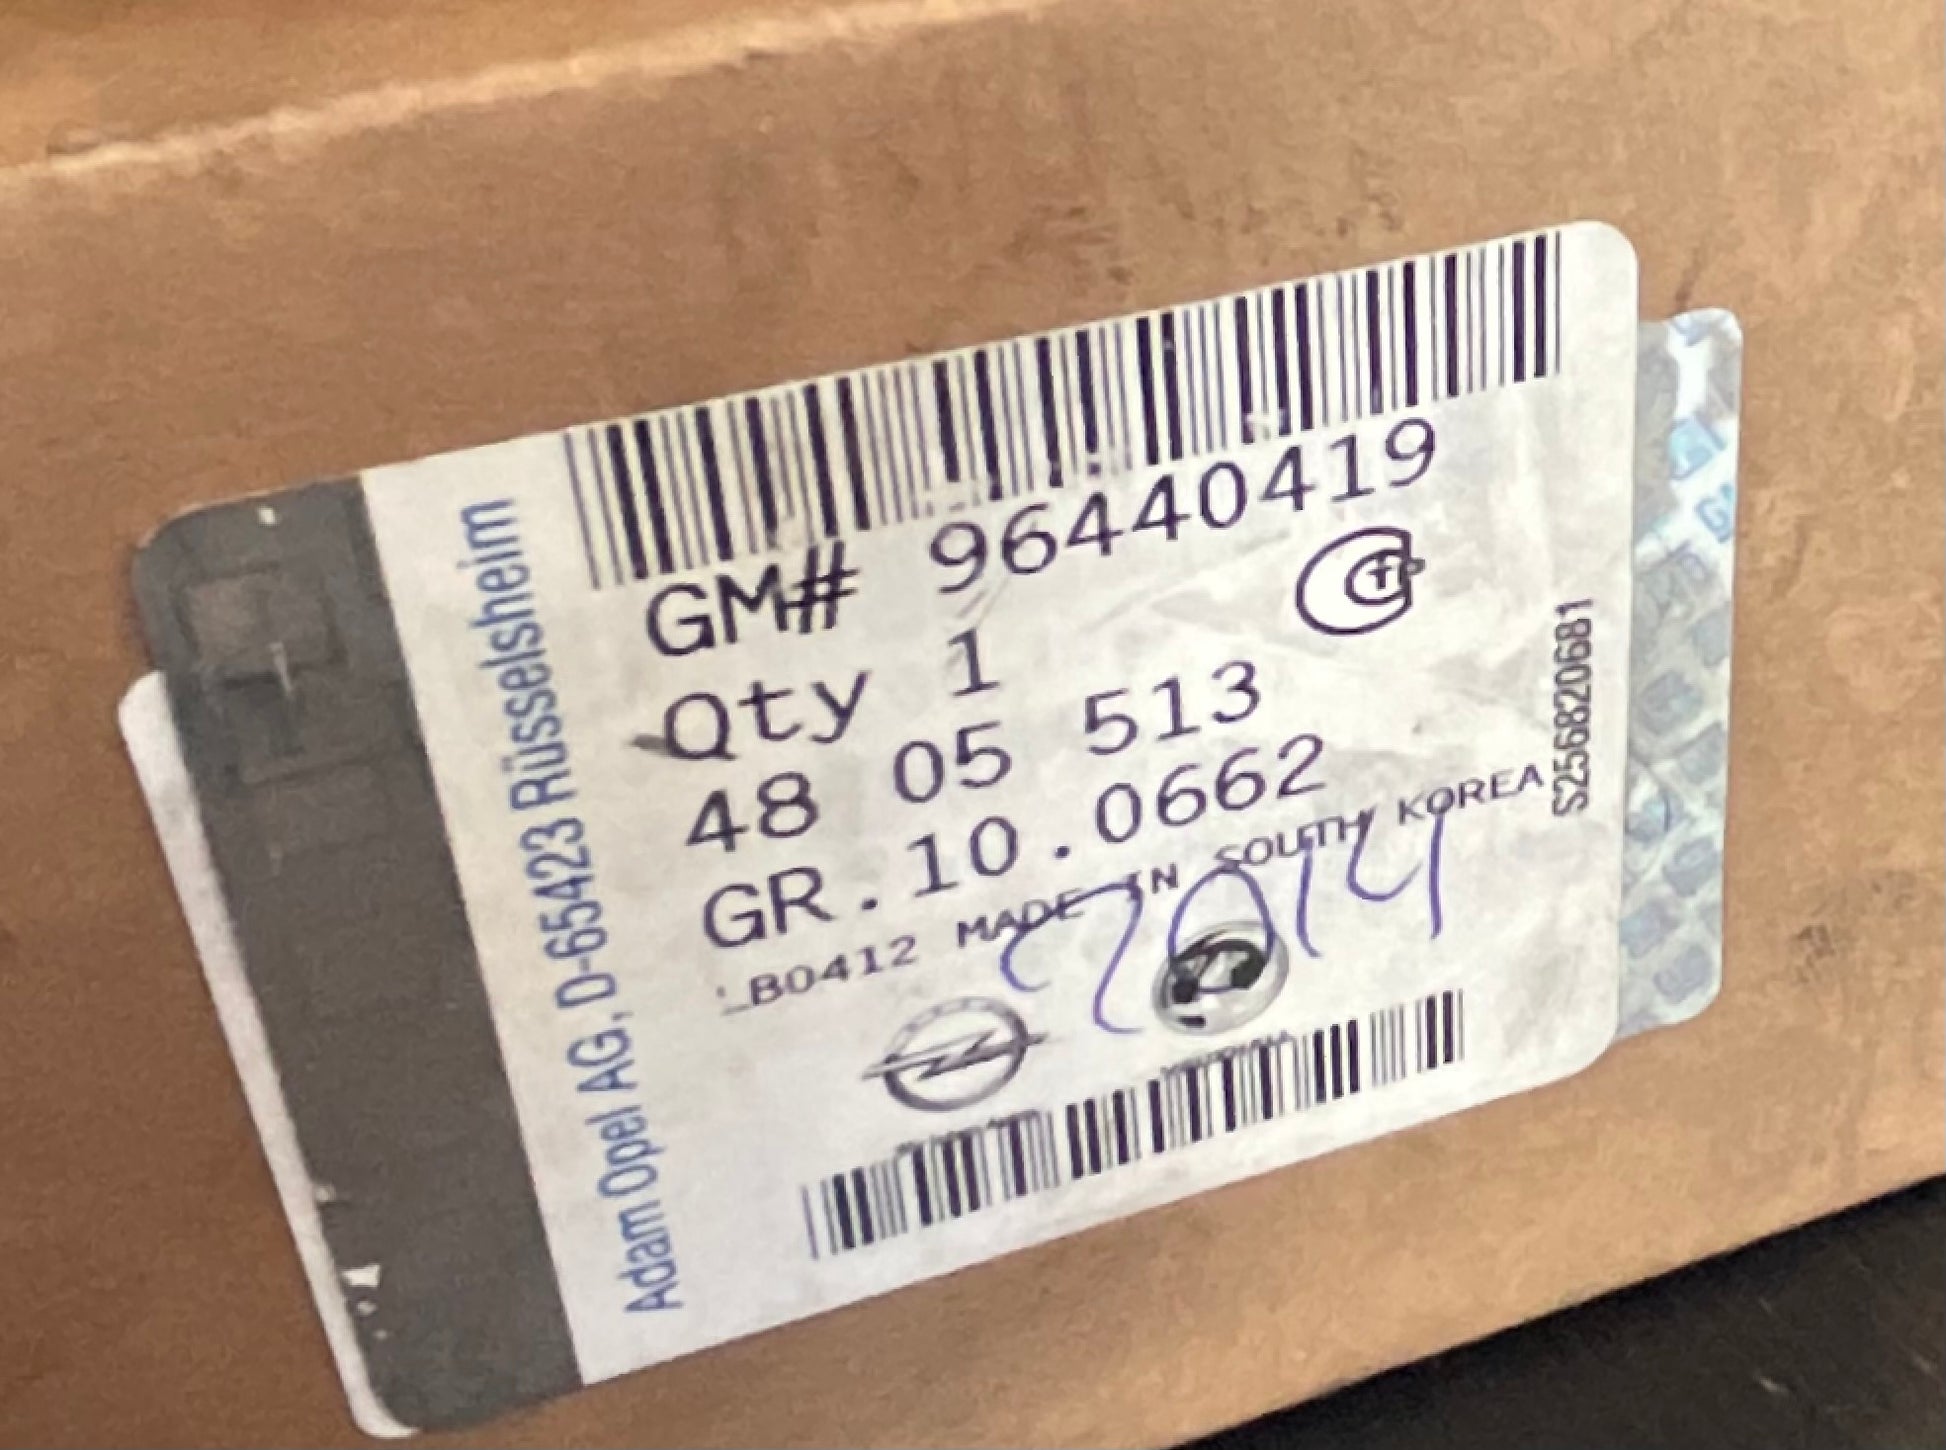 GM# 96440419
Qty 1
48 05 513
GR.10.0662
B0412 MADE IN SOUTH KOREA
2014
Adam Opel AG, D-65423 Rüsselsheim
S256820681